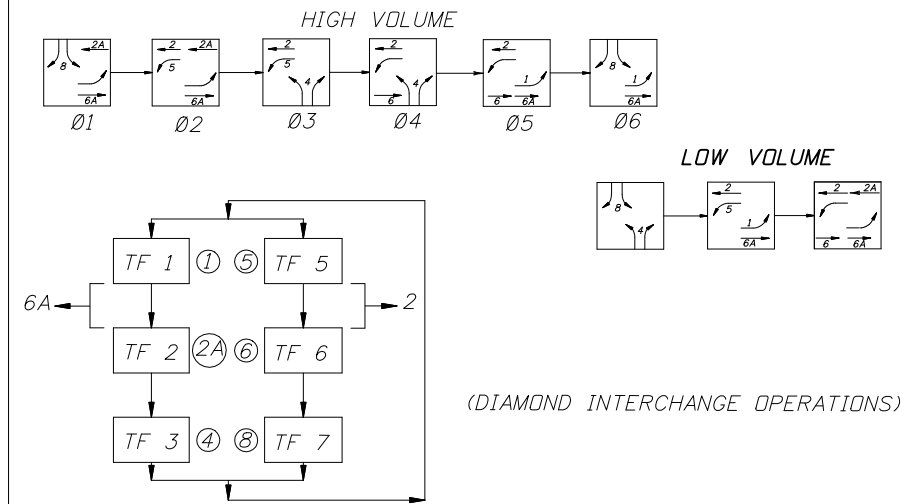 HIGH VOLUME
8 2A 6A
2 2A 5 6A
2 5 4
2 6 4
2 1 6 6A
8 1 6A
Ø1 Ø2 Ø3 Ø4 Ø5 Ø6
LOW VOLUME
8 4
2 5 1 6A
2 2A 6 6A
TF 1 1 5 TF 5
6A 2
TF 2 2A 6 TF 6
(DIAMOND INTERCHANGE OPERATIONS)
TF 3 4 8 TF 7